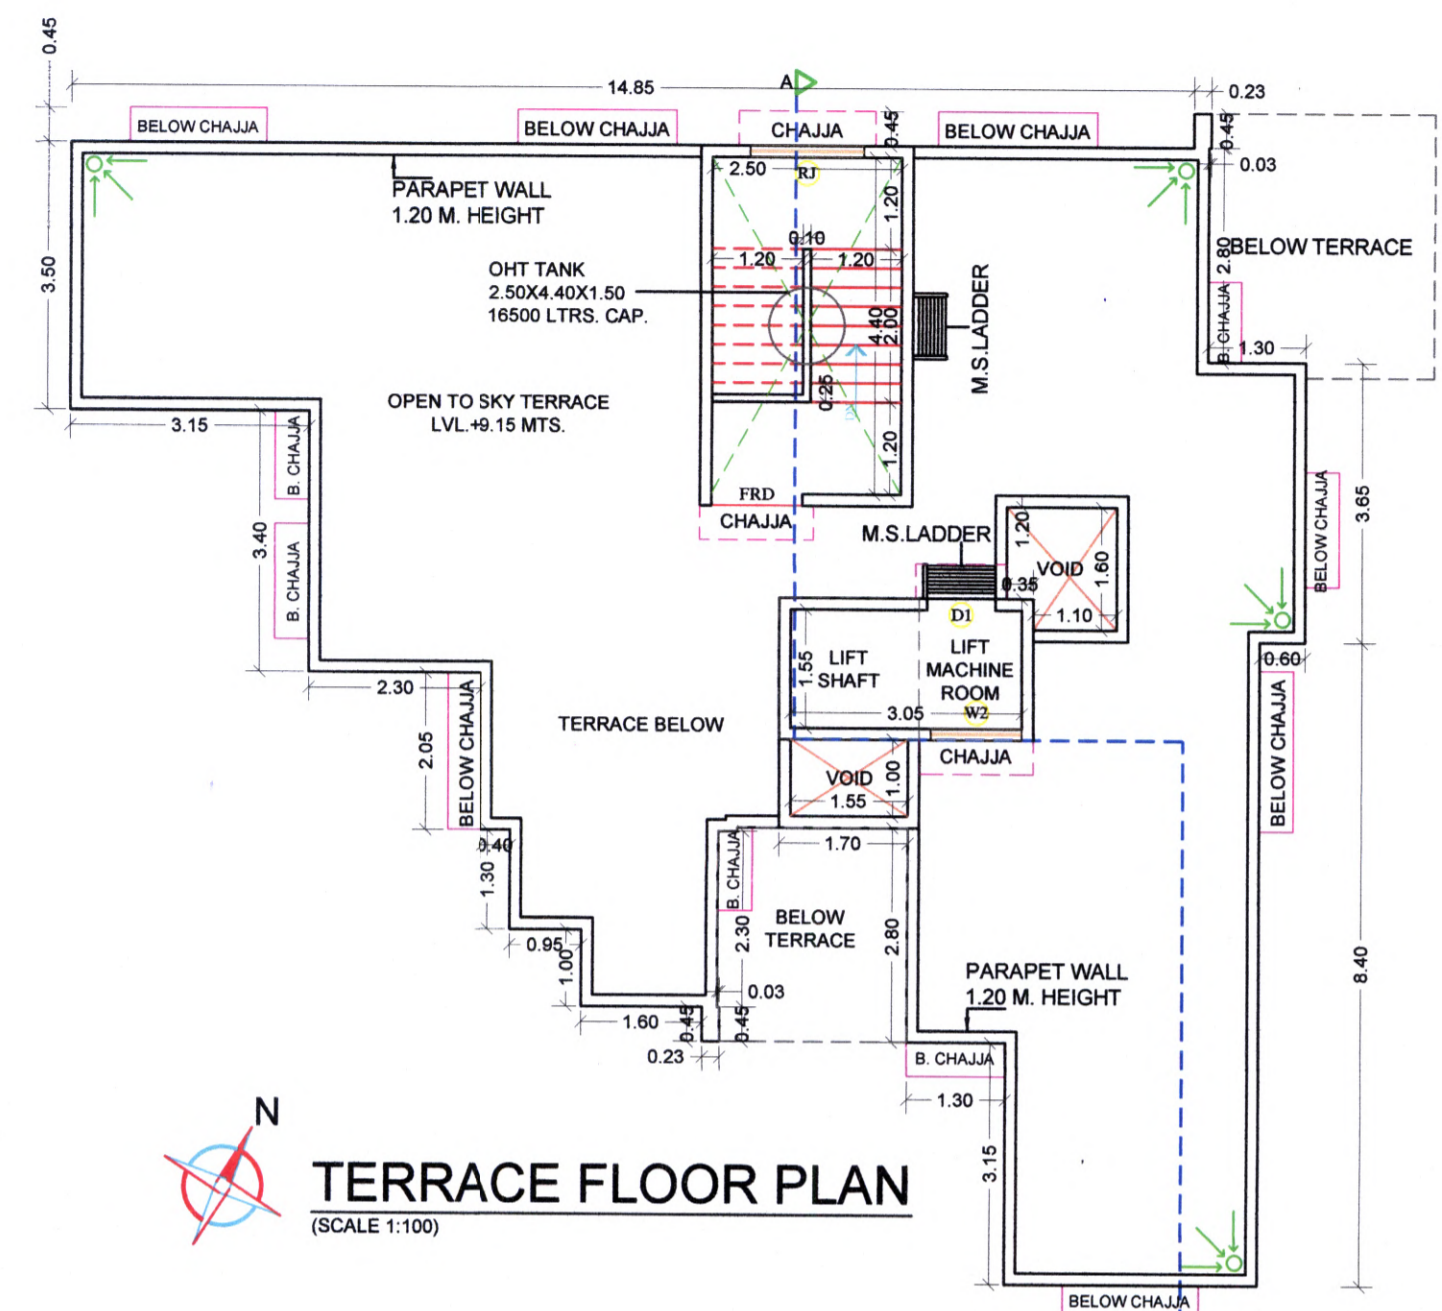 0.45
14.85
A
0.23
BELOW CHAJJA
BELOW CHAJJA
CHAJJA
0.45
BELOW CHAJJA
0.45
2.50
RJ
0.03
PARAPET WALL
1.20 M. HEIGHT
1.20
3.50
0.10
1.20
1.20
2.80
BELOW TERRACE
OHT TANK
2.50X4.40X1.50
16500 LTRS. CAP.
M.S.LADDER
4.40
2.00
B. CHAJJA
1.30
0.25
OPEN TO SKY TERRACE
LVL.+9.15 MTS.
3.15
B. CHAJJA
1.20
FRD
CHAJJA
3.65
BELOW CHAJJA
3.40
B. CHAJJA
M.S.LADDER
1.20
VOID
1.60
0.35
1.10
D1
1.55
LIFT
SHAFT
LIFT
MACHINE
ROOM
0.60
2.30
3.05
W2
TERRACE BELOW
2.05
BELOW CHAJJA
CHAJJA
BELOW CHAJJA
VOID
1.00
1.55
0.40
1.30
1.70
B. CHAJJA
BELOW
TERRACE
2.30
2.80
0.95
1.00
8.40
PARAPET WALL
1.20 M. HEIGHT
0.03
1.60
0.45
0.45
0.23
B. CHAJJA
1.30
N
3.15
TERRACE FLOOR PLAN
(SCALE 1:100)
BELOW CHAJJA